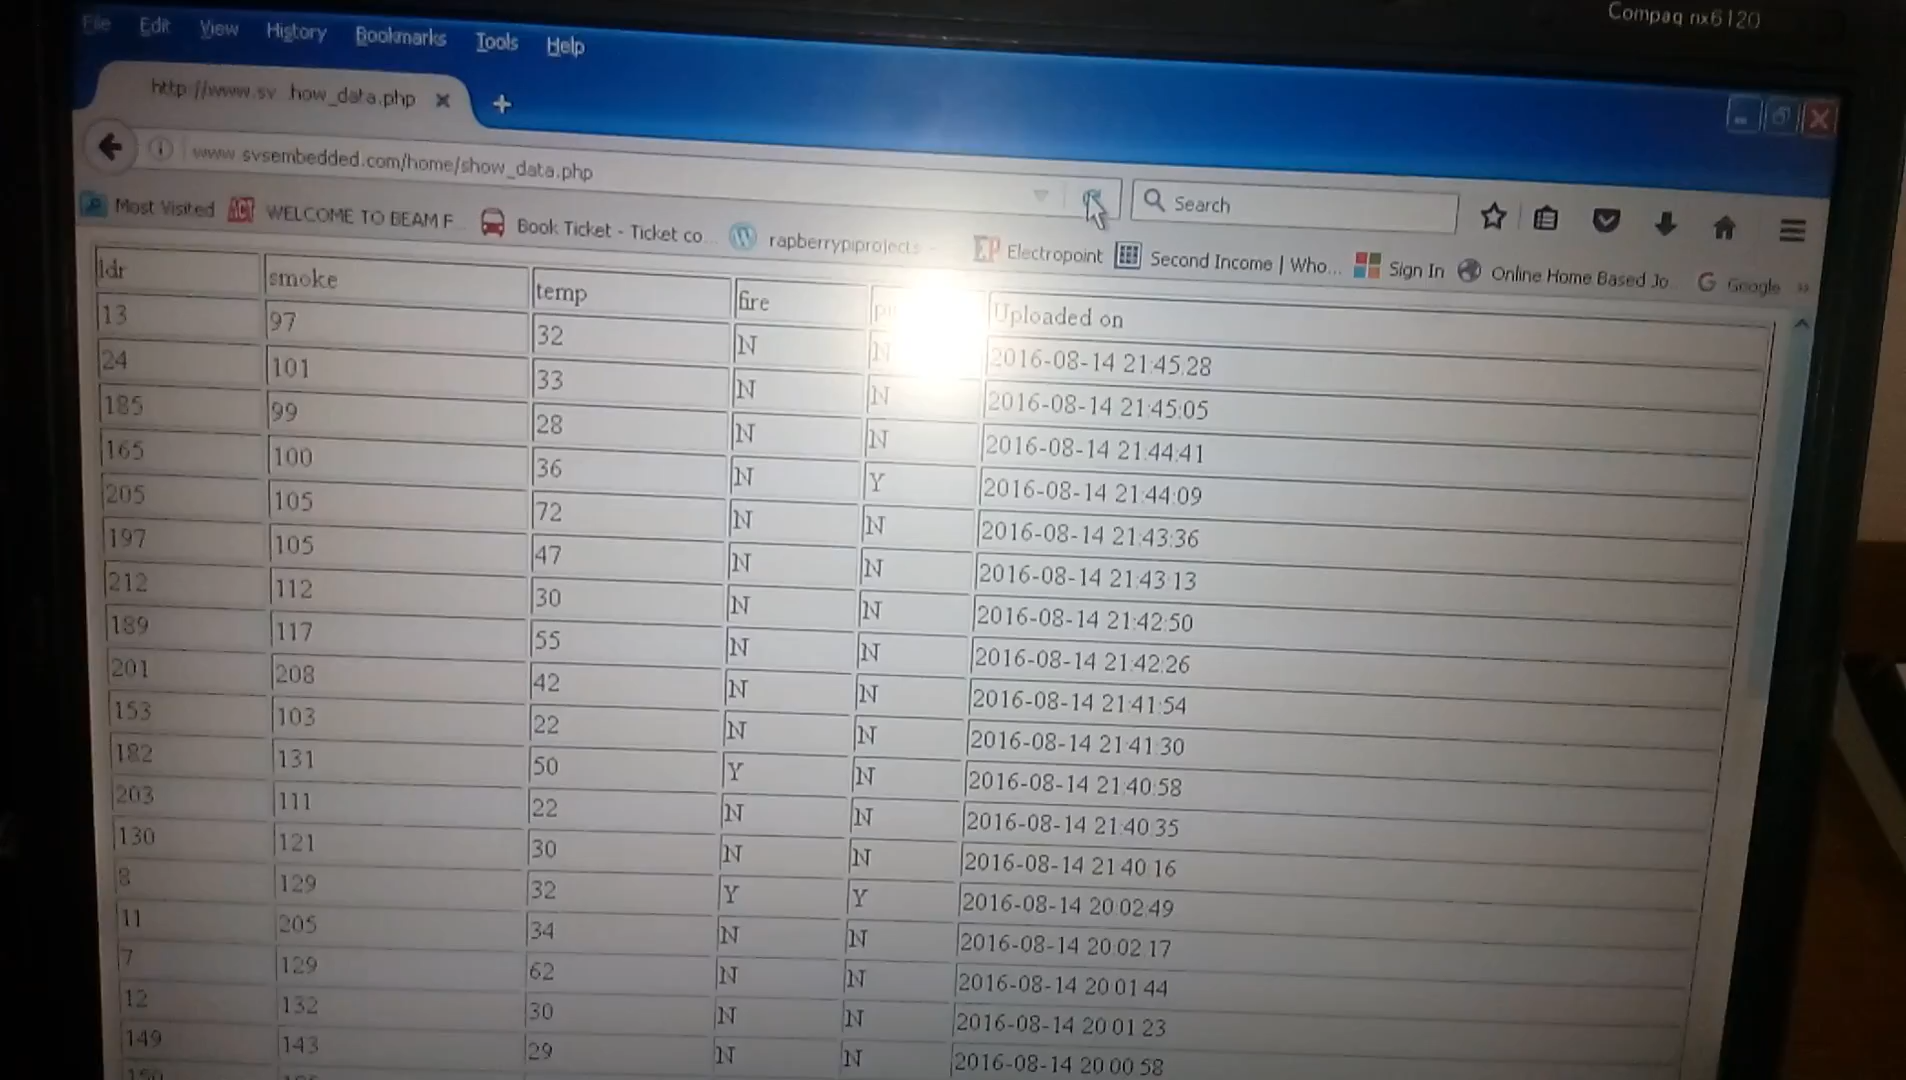 Compaq nx6120
File Edit View History Bookmarks Tools Help
http://www.sv how_data.php
www.svsembedded.com/home/show_data.php
Search
Most Visited ACT WELCOME TO BEAM F... Book Ticket - Ticket co... rapberrypiprojects - EP Electropoint Second Income | Who... Sign In Online Home Based Jo... G Google »
ldr smoke temp fire Uploaded on
13 97 32 N N 2016-08-14 21:45:28
24 101 33 N N 2016-08-14 21:45:05
185 99 28 N N 2016-08-14 21:44:41
165 100 36 N Y 2016-08-14 21:44:09
205 105 72 N N 2016-08-14 21:43:36
197 105 47 N N 2016-08-14 21:43:13
212 112 30 N N 2016-08-14 21:42:50
189 117 55 N N 2016-08-14 21:42:26
201 208 42 N N 2016-08-14 21:41:54
153 103 22 N N 2016-08-14 21:41:30
182 131 50 Y N 2016-08-14 21:40:58
203 111 22 N N 2016-08-14 21:40:35
130 121 30 N N 2016-08-14 21:40:16
8 129 32 Y Y 2016-08-14 20:02:49
11 205 34 N N 2016-08-14 20:02:17
7 129 62 N N 2016-08-14 20:01:44
12 132 30 N N 2016-08-14 20:01:23
149 143 29 N N 2016-08-14 20:00:58